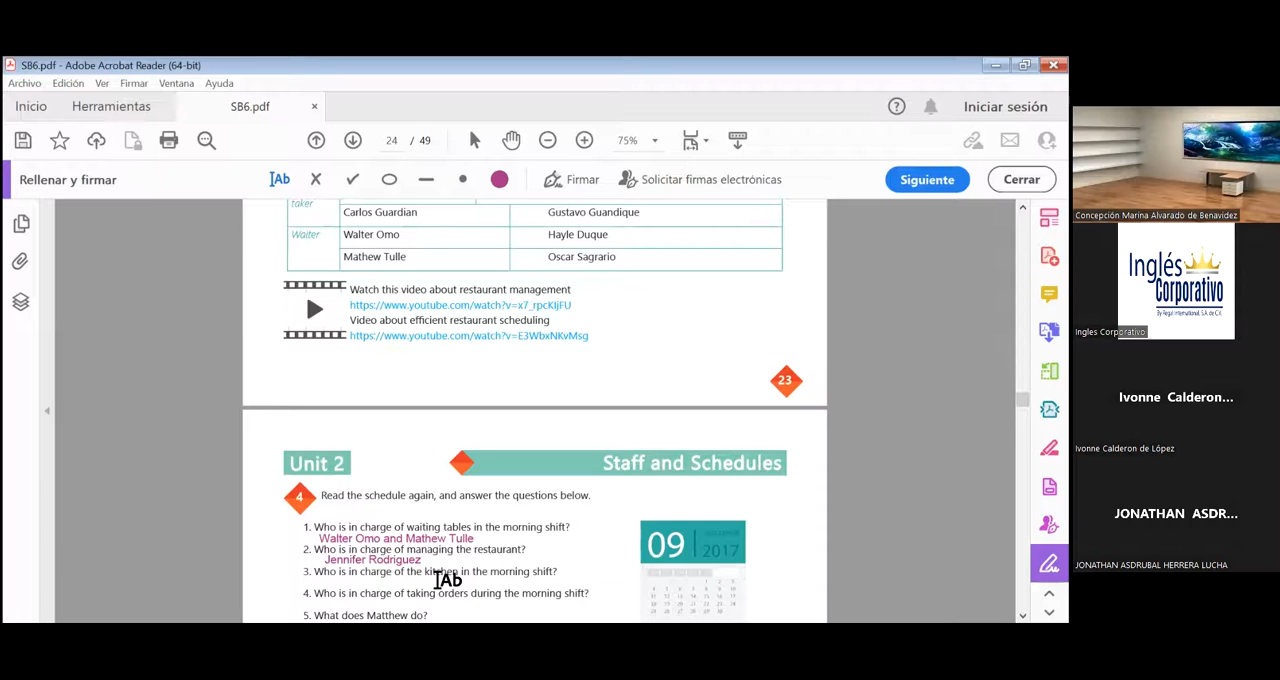 SB6.pdf - Adobe Acrobat Reader (64-bit)
Archivo Edición Ver Firmar Ventana Ayuda
Inicio Herramientas SB6.pdf × Iniciar sesión
24 / 49 75%
Rellenar y firmar Ab Firmar Solicitar firmas electrónicas Siguiente Cerrar
taker
Carlos Guardian Gustavo Guandique
Waiter Walter Omo Hayle Duque
Mathew Tulle Oscar Sagrario
Watch this video about restaurant management
https://www.youtube.com/watch?v=x7_rpcKIjFU
Video about efficient restaurant scheduling
https://www.youtube.com/watch?v=E3WbxNKvMsg
23
Unit 2 Staff and Schedules
4 Read the schedule again, and answer the questions below.
1. Who is in charge of waiting tables in the morning shift?
Walter Omo and Mathew Tulle
2. Who is in charge of managing the restaurant?
Jennifer Rodriguez
3. Who is in charge of the kitchen in the morning shift?
Ab
4. Who is in charge of taking orders during the morning shift?
5. What does Matthew do?
09 2017
Concepción Marina Alvarado de Benavidez
Inglés
Corporativo
By Regal International, S.A. de C.V.
Ingles Corporativo
Ivonne Calderon...
Ivonne Calderon de López
JONATHAN ASDR...
JONATHAN ASDRUBAL HERRERA LUCHA